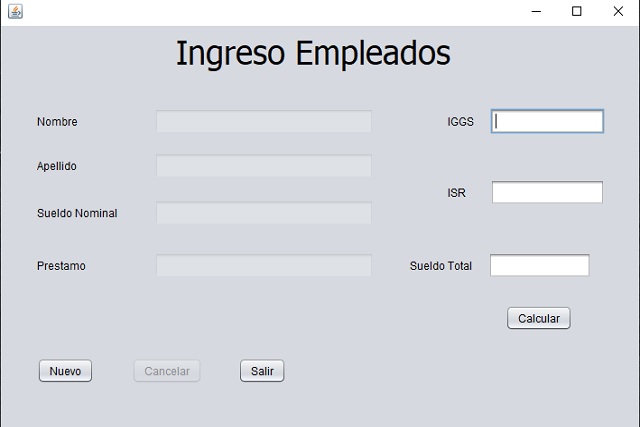 Ingreso Empleados
Nombre
IGGS
Apellido
ISR
Sueldo Nominal
Prestamo
Sueldo Total
Calcular
Nuevo
Cancelar
Salir